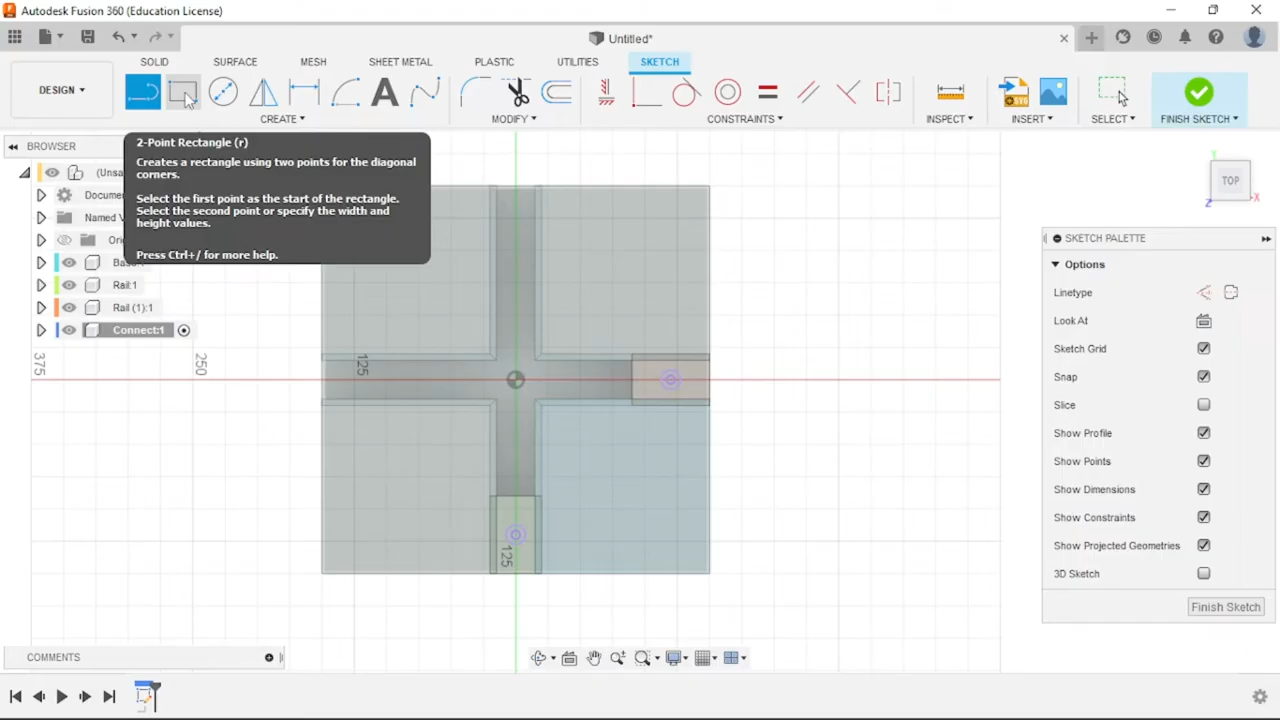 Autodesk Fusion 360 (Education License)
Untitled*
DESIGN
SOLID
SURFACE
MESH
SHEET METAL
PLASTIC
UTILITIES
SKETCH
CREATE
MODIFY
CONSTRAINTS
INSPECT
INSERT
SELECT
FINISH SKETCH
BROWSER
2-Point Rectangle (r)
Creates a rectangle using two points for the diagonal
corners.
Select the first point as the start of the rectangle.
Select the second point or specify the width and
height values.
Press Ctrl+/ for more help.
(Unsa
Docume
Named V
Ori
Rail:1
Rail (1):1
Connect:1
375
250
125
125
TOP
Y
X
Z
SKETCH PALETTE
Options
Linetype
Look At
Sketch Grid
Snap
Slice
Show Profile
Show Points
Show Dimensions
Show Constraints
Show Projected Geometries
3D Sketch
Finish Sketch
COMMENTS